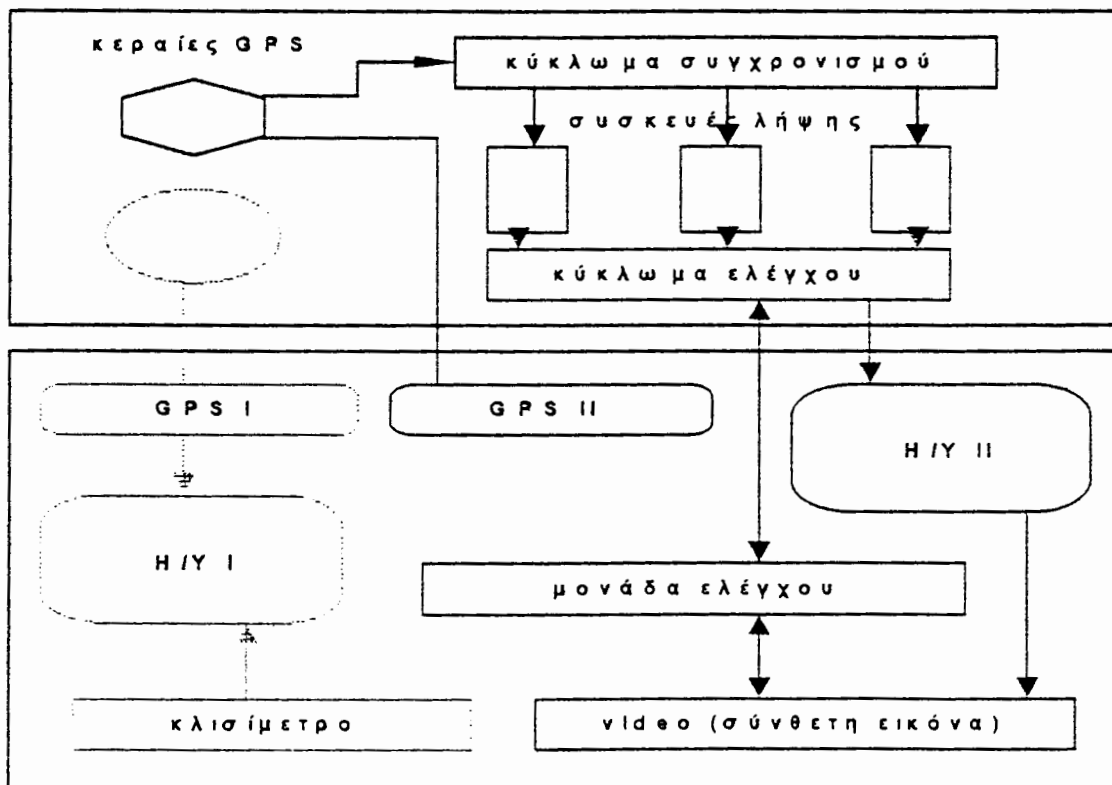 κεραίες GPS
κύκλωμα συγχρονισμού
συσκευές λήψης
κύκλωμα ελέγχου
GPS I
GPS II
Η/Υ II
Η/Υ I
μονάδα ελέγχου
κλισίμετρο
video (σύνθετη εικόνα)